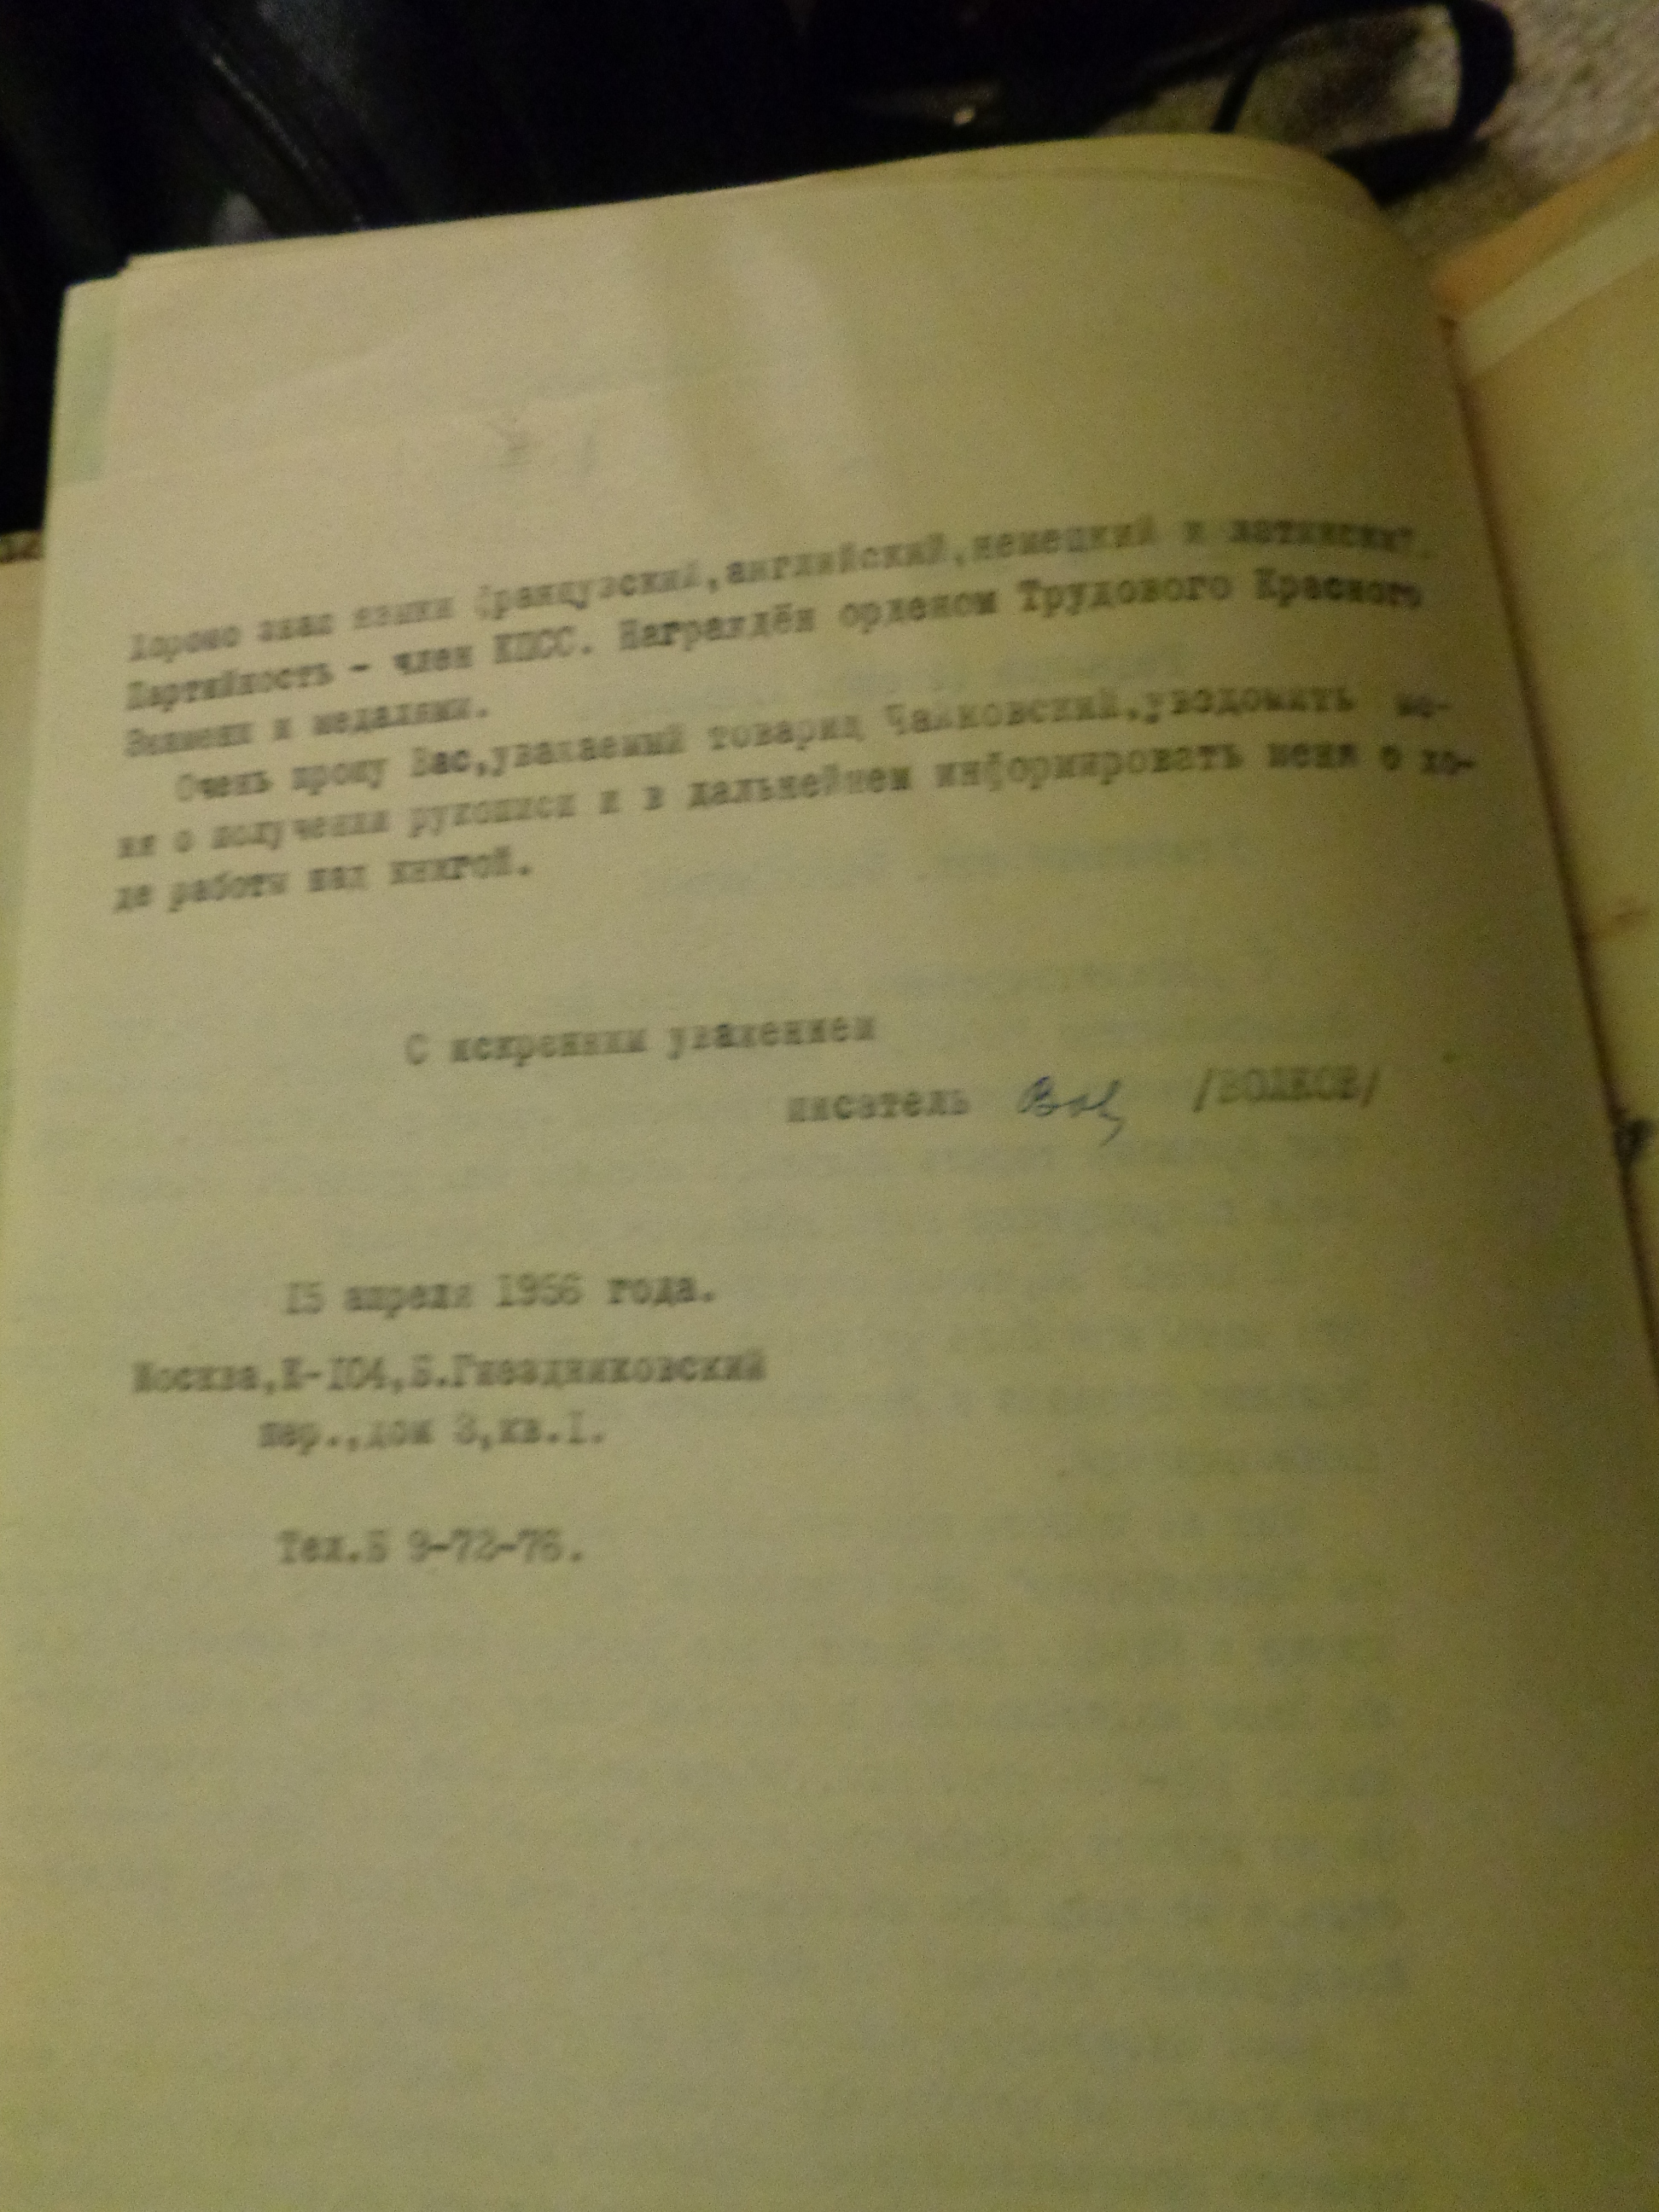 Хорошо знаю языки французский,английский,немецкий и латинский.
Партийность - член КПСС. Награждён орденом Трудового Красного
Знамени и медалями.
Очень прошу Вас,уважаемый товарищ Чайковский,уведомить ме-
ня о получении рукописи и в дальнейшем информировать меня о хо-
де работы над книгой.
С искренним уважением
писатель /ВОЛКОВ/
15 апреля 1956 года.
Москва,К-104,Б.Гнездниковский
пер.,дом 3,кв.I.
Тел.Б 9-72-76.